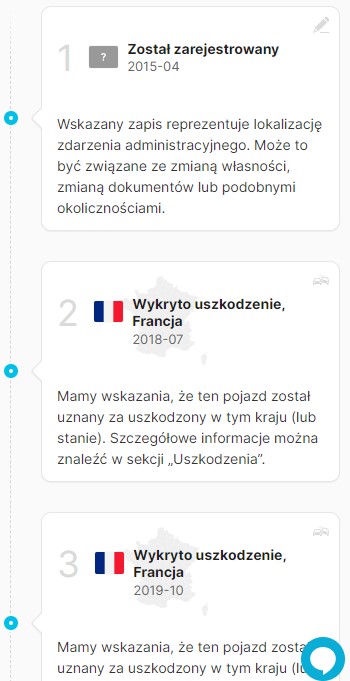 1
?
Został zarejestrowany
2015-04
Wskazany zapis reprezentuje lokalizację
zdarzenia administracyjnego. Może to
być związane ze zmianą własności,
zmianą dokumentów lub podobnymi
okolicznościami.
2
Wykryto uszkodzenie,
Francja
2018-07
Mamy wskazania, że ten pojazd został
uznany za uszkodzony w tym kraju (lub
stanie). Szczegółowe informacje można
znaleźć w sekcji „Uszkodzenia”.
3
Wykryto uszkodzenie,
Francja
2019-10
Mamy wskazania, że ten pojazd
uznany za uszkodzony w tym kraju